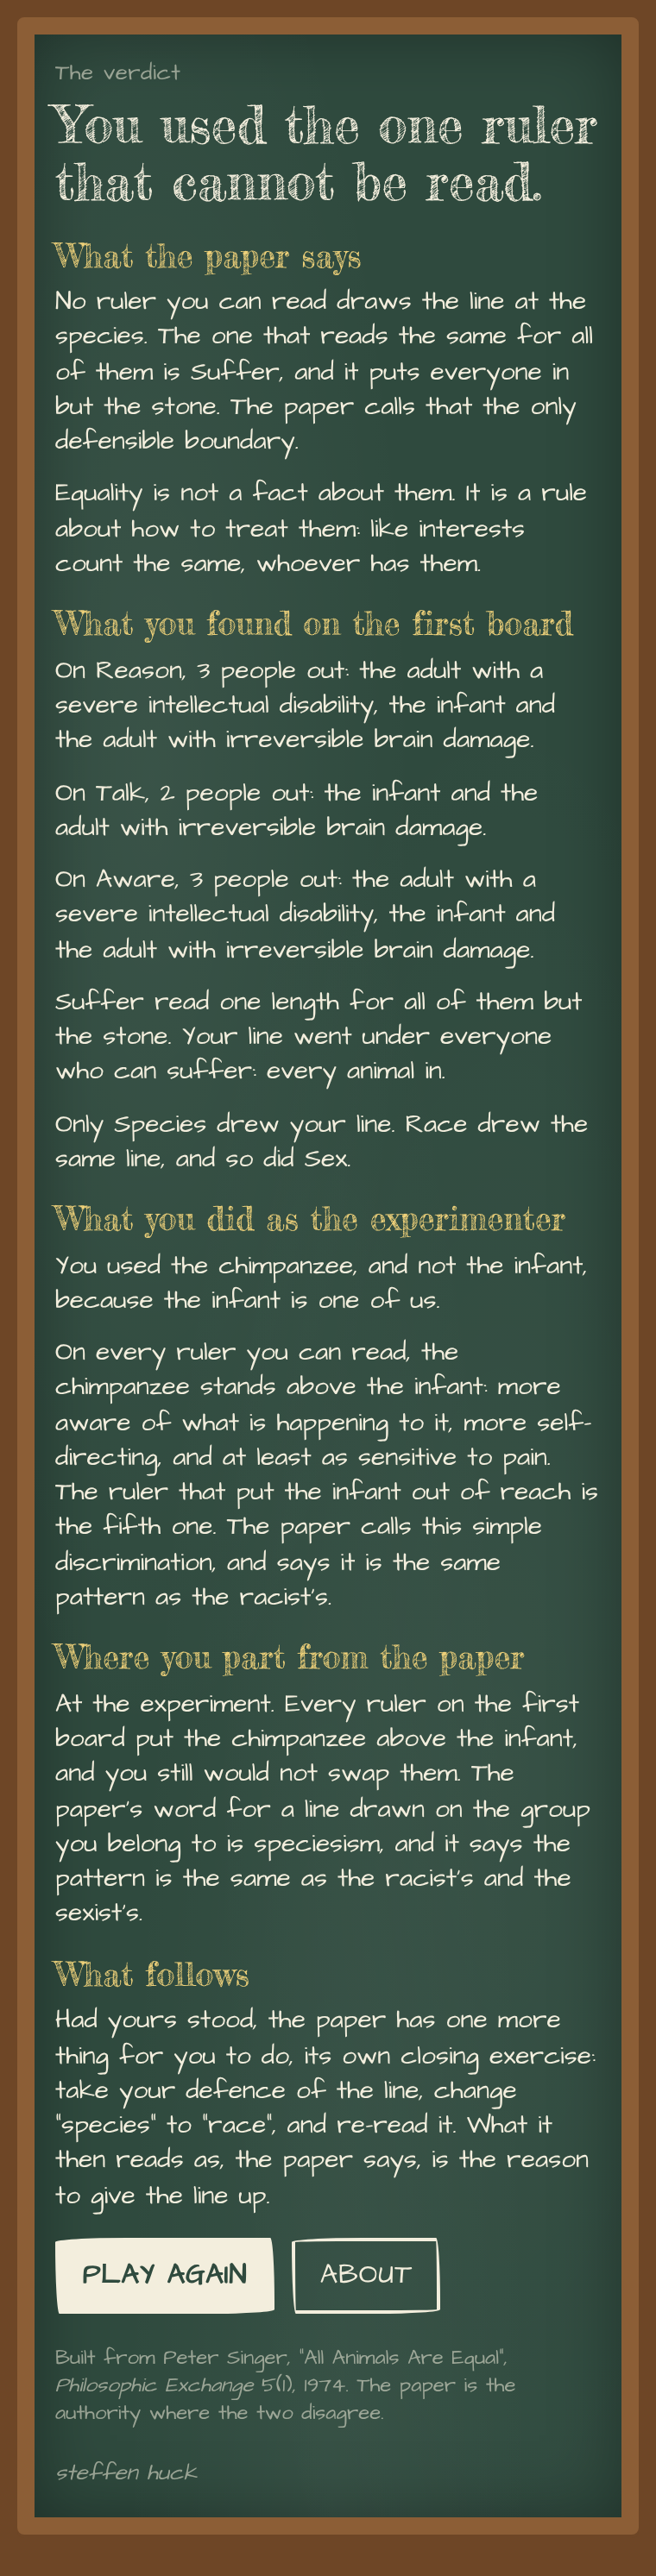 The verdict
You used the one ruler
that cannot be read.
What the paper says
No ruler you can read draws the line at the
species. The one that reads the same for all
of them is Suffer, and it puts everyone in
but the stone. The paper calls that the only
defensible boundary.
Equality is not a fact about them. It is a rule
about how to treat them: like interests
count the same, whoever has them.
What you found on the first board
On Reason, 3 people out: the adult with a
severe intellectual disability, the infant and
the adult with irreversible brain damage.
On Talk, 2 people out: the infant and the
adult with irreversible brain damage.
On Aware, 3 people out: the adult with a
severe intellectual disability, the infant and
the adult with irreversible brain damage.
Suffer read one length for all of them but
the stone. Your line went under everyone
who can suffer: every animal in.
Only Species drew your line. Race drew the
same line, and so did Sex.
What you did as the experimenter
You used the chimpanzee, and not the infant,
because the infant is one of us.
On every ruler you can read, the
chimpanzee stands above the infant: more
aware of what is happening to it, more self-
directing, and at least as sensitive to pain.
The ruler that put the infant out of reach is
the fifth one. The paper calls this simple
discrimination, and says it is the same
pattern as the racist's.
Where you part from the paper
At the experiment. Every ruler on the first
board put the chimpanzee above the infant,
and you still would not swap them. The
paper's word for a line drawn on the group
you belong to is speciesism, and it says the
pattern is the same as the racist's and the
sexist's.
What follows
Had yours stood, the paper has one more
thing for you to do, its own closing exercise:
take your defence of the line, change
"species" to "race", and re-read it. What it
then reads as, the paper says, is the reason
to give the line up.
PLAY AGAIN
ABOUT
Built from Peter Singer, "All Animals Are Equal",
Philosophic Exchange 5(1), 1974. The paper is the
authority where the two disagree.
steffen huck